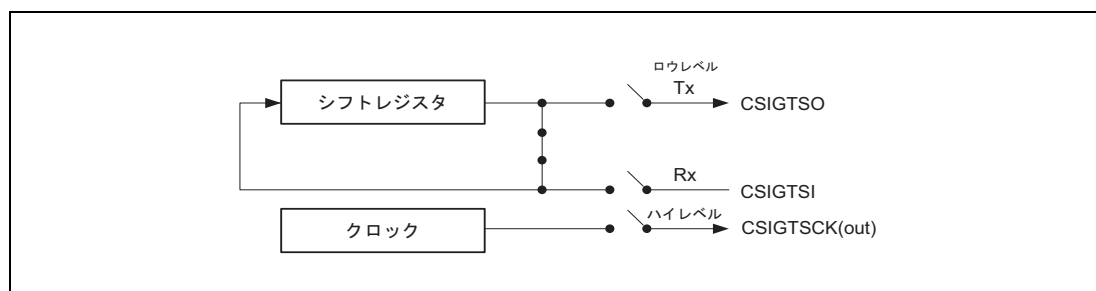 ロウレベル
シフトレジスタ
Tx
CSIGTSO
Rx
CSIGTSI
クロック
ハイレベル
CSIGTSCK(out)